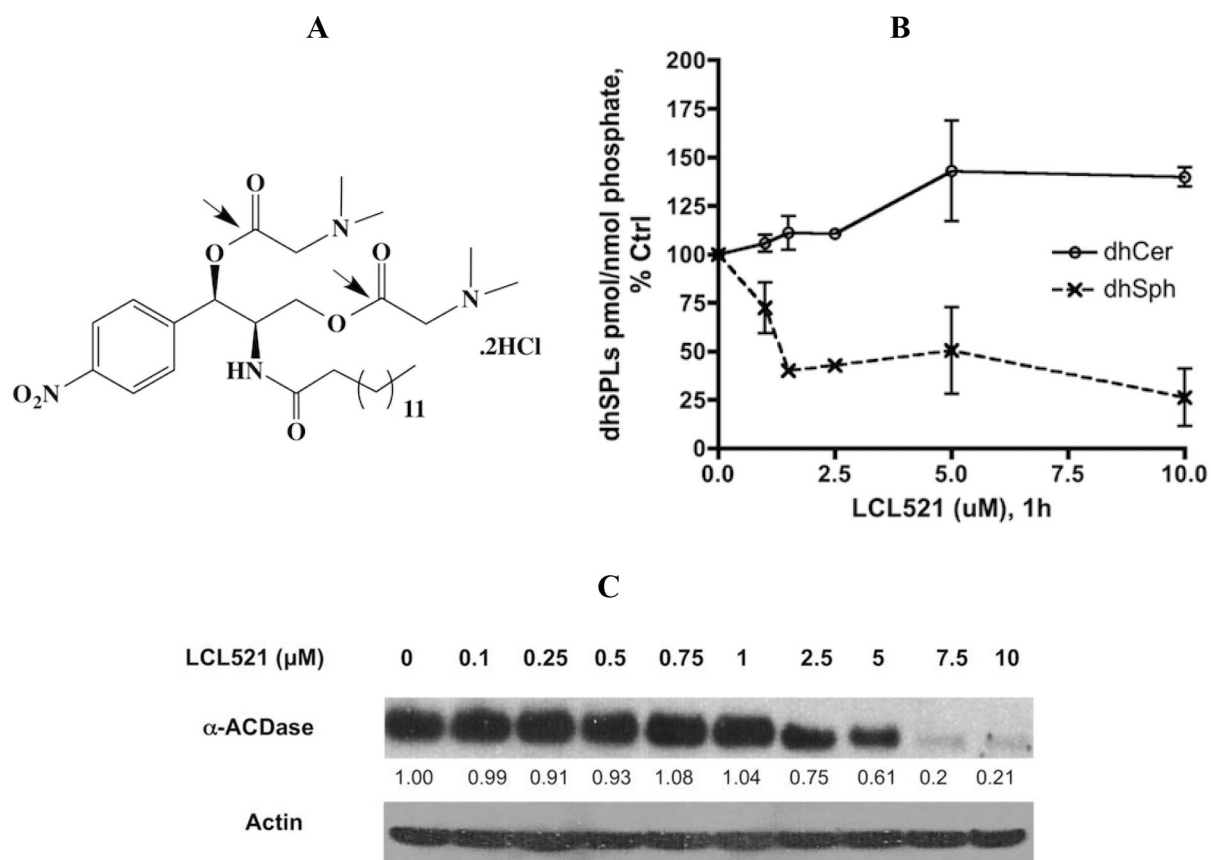 A
B
O
N
O
O
O
N
HN
.2HCl
O₂N
11
O
dhSPLs pmol/nmol phosphate,
% Ctrl
200
175
150
125
100
75
50
25
0
dhCer
dhSph
0.0 2.5 5.0 7.5 10.0
LCL521 (uM), 1h
C
LCL521 (µM) 0 0.1 0.25 0.5 0.75 1 2.5 5 7.5 10
α-ACDase
1.00 0.99 0.91 0.93 1.08 1.04 0.75 0.61 0.2 0.21
Actin